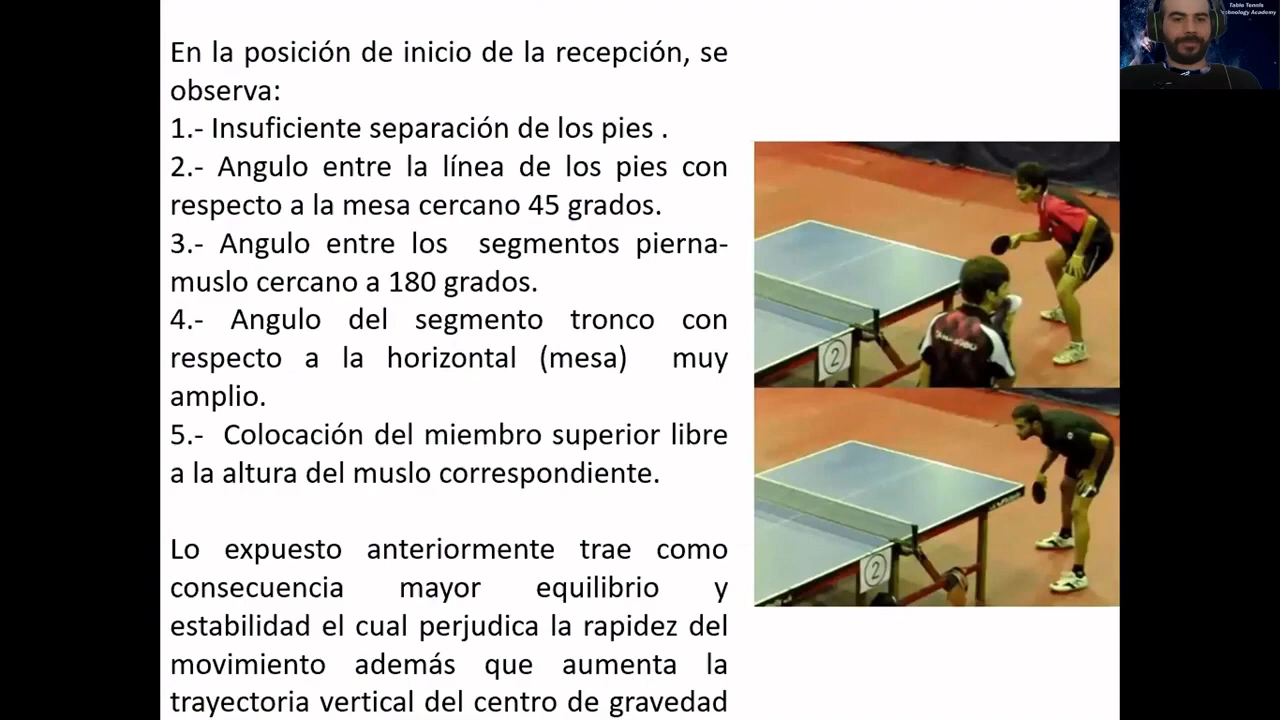 En la posición de inicio de la recepción, se
observa:
1.- Insuficiente separación de los pies .
2.- Angulo entre la línea de los pies con
respecto a la mesa cercano 45 grados.
3.- Angulo entre los segmentos pierna-
muslo cercano a 180 grados.
4.- Angulo del segmento tronco con
respecto a la horizontal (mesa) muy
amplio.
5.- Colocación del miembro superior libre
a la altura del muslo correspondiente.
Lo expuesto anteriormente trae como
consecuencia mayor equilibrio y
estabilidad el cual perjudica la rapidez del
movimiento además que aumenta la
trayectoria vertical del centro de gravedad
Table Tennis
Technology Academy
2
2